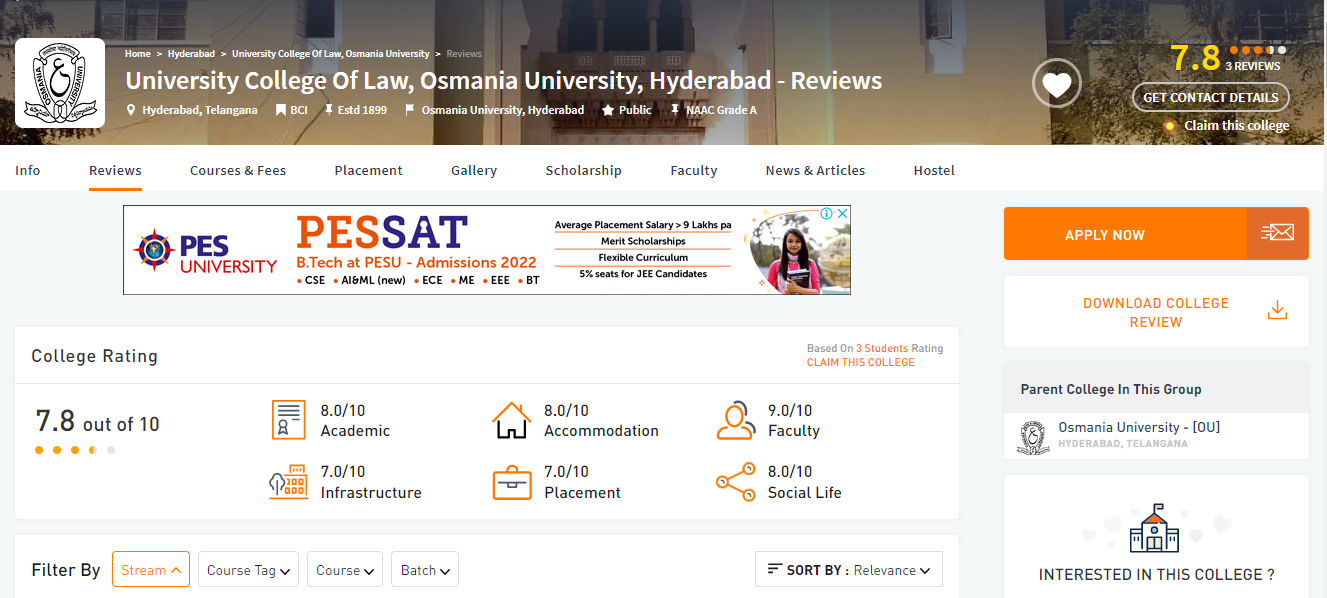 Home > Hyderabad > University College Of Law, Osmania University > Reviews
University College Of Law, Osmania University, Hyderabad - Reviews
Hyderabad, Telangana BCI Estd 1899 Osmania University, Hyderabad Public NAAC Grade A
7.8
3 REVIEWS
GET CONTACT DETAILS
Claim this college
Info Reviews Courses & Fees Placement Gallery Scholarship Faculty News & Articles Hostel
PES
UNIVERSITY
PESSAT
B.Tech at PESU - Admissions 2022
• CSE • AI&ML (new) • ECE • ME • EEE • BT
Average Placement Salary > 9 Lakhs pa
Merit Scholarships
Flexible Curriculum
5% seats for JEE Candidates
APPLY NOW
DOWNLOAD COLLEGE
REVIEW
Parent College In This Group
Osmania University - [OU]
HYDERABAD, TELANGANA
INTERESTED IN THIS COLLEGE ?
College Rating
Based On 3 Students Rating
CLAIM THIS COLLEGE
7.8 out of 10
8.0/10
Academic
8.0/10
Accommodation
9.0/10
Faculty
7.0/10
Infrastructure
7.0/10
Placement
8.0/10
Social Life
Filter By Stream Course Tag Course Batch SORT BY : Relevance